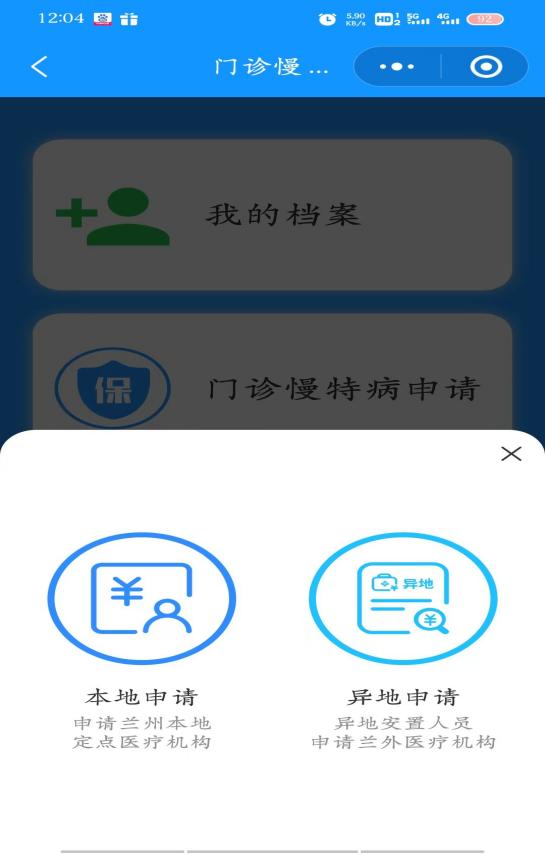 12:04
5.90 KB/s HD 1 2 5G 4G 92
门诊慢...
我的档案
保
门诊慢特病申请
¥
异地
¥
本地申请
异地申请
申请兰州本地
定点医疗机构
异地安置人员
申请兰外医疗机构